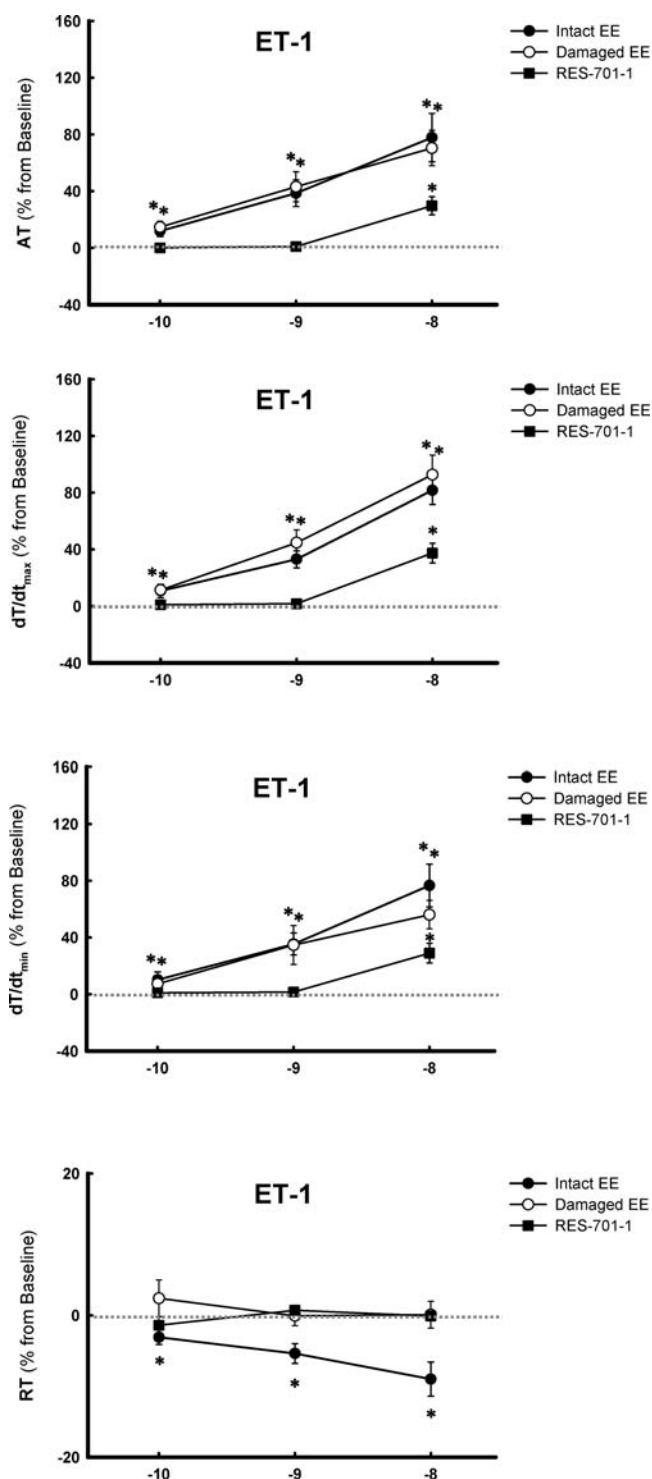 ET-1
Intact EE
Damaged EE
RES-701-1
AT (% from Baseline)
160
120
80
40
0
-40
* *
* *
* *
*
-10 -9 -8
ET-1
Intact EE
Damaged EE
RES-701-1
dT/dtmax (% from Baseline)
160
120
80
40
0
-40
* *
* *
* *
*
-10 -9 -8
ET-1
Intact EE
Damaged EE
RES-701-1
dT/dtmin (% from Baseline)
160
120
80
40
0
-40
* *
* *
* *
*
-10 -9 -8
ET-1
Intact EE
Damaged EE
RES-701-1
RT (% from Baseline)
20
0
-20
*
*
*
-10 -9 -8